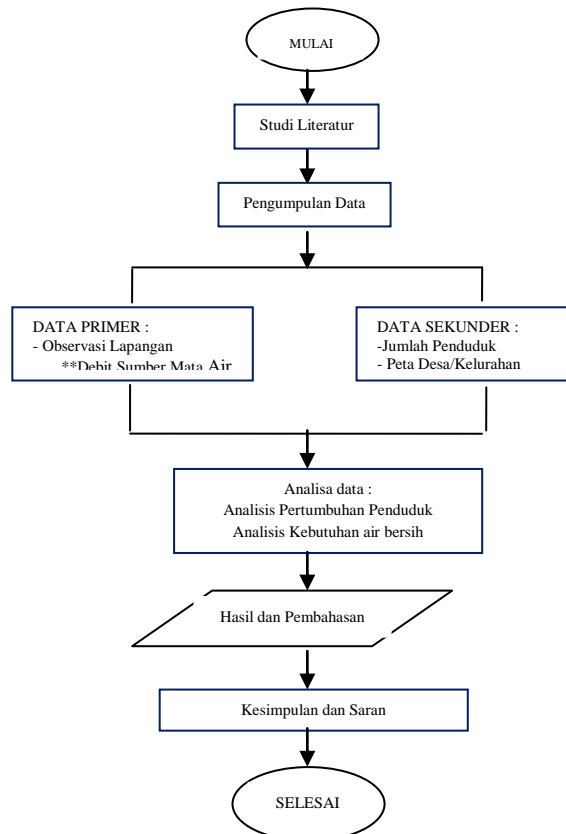 MULAI
Studi Literatur
Pengumpulan Data
DATA PRIMER :
- Observasi Lapangan
**Debit Sumber Mata Air
DATA SEKUNDER :
-Jumlah Penduduk
- Peta Desa/Kelurahan
Analisa data :
Analisis Pertumbuhan Penduduk
Analisis Kebutuhan air bersih
Hasil dan Pembahasan
Kesimpulan dan Saran
SELESAI